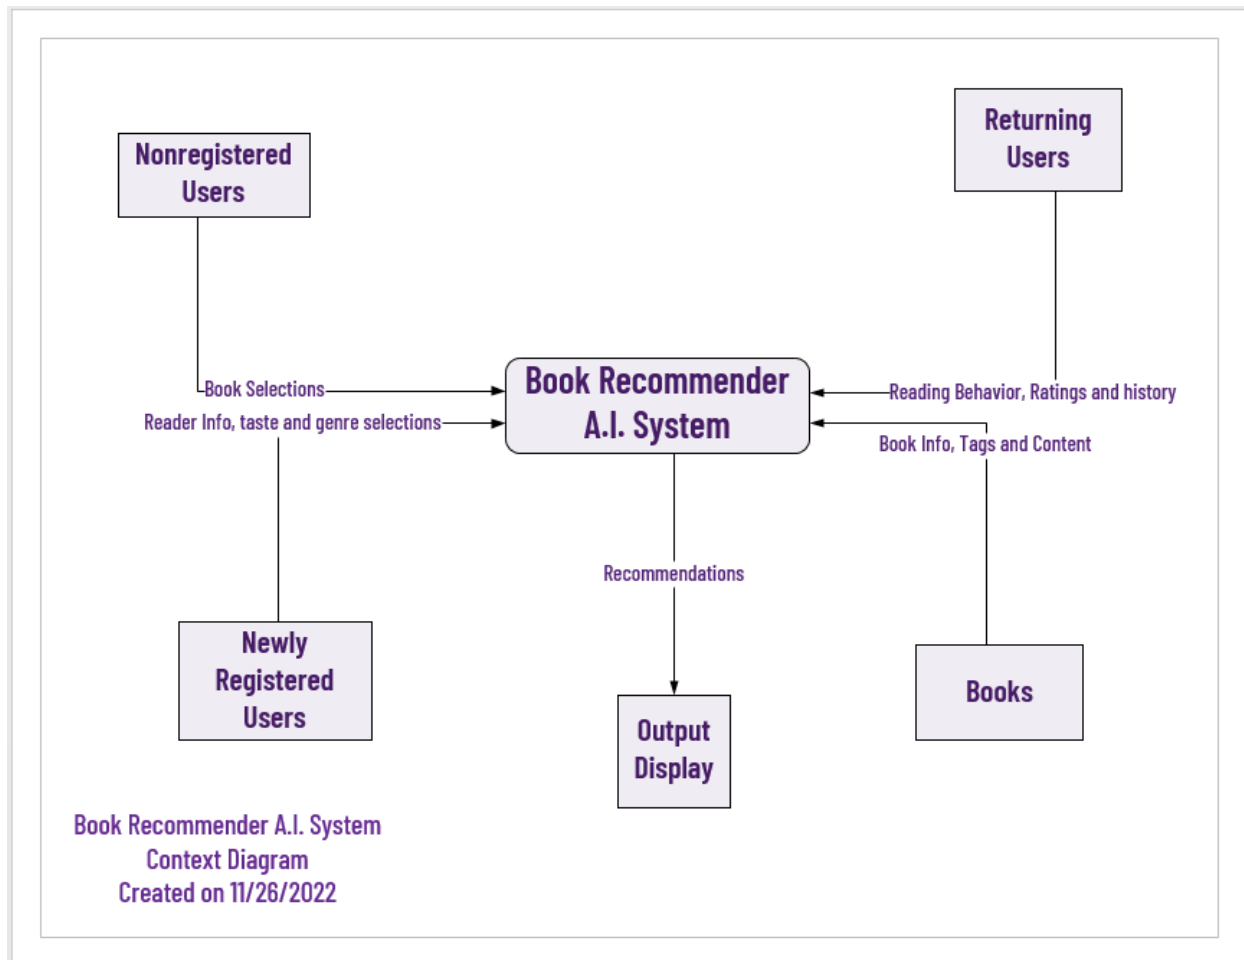 Nonregistered
Users
Returning
Users
Book Selections
Reader Info, taste and genre selections
Book Recommender
A.I. System
Reading Behavior, Ratings and history
Book Info, Tags and Content
Recommendations
Newly
Registered
Users
Output
Display
Books
Book Recommender A.I. System
Context Diagram
Created on 11/26/2022